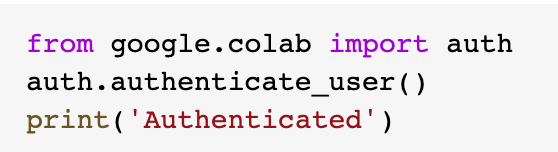 from google.colab import auth
auth.authenticate_user()
print('Authenticated')